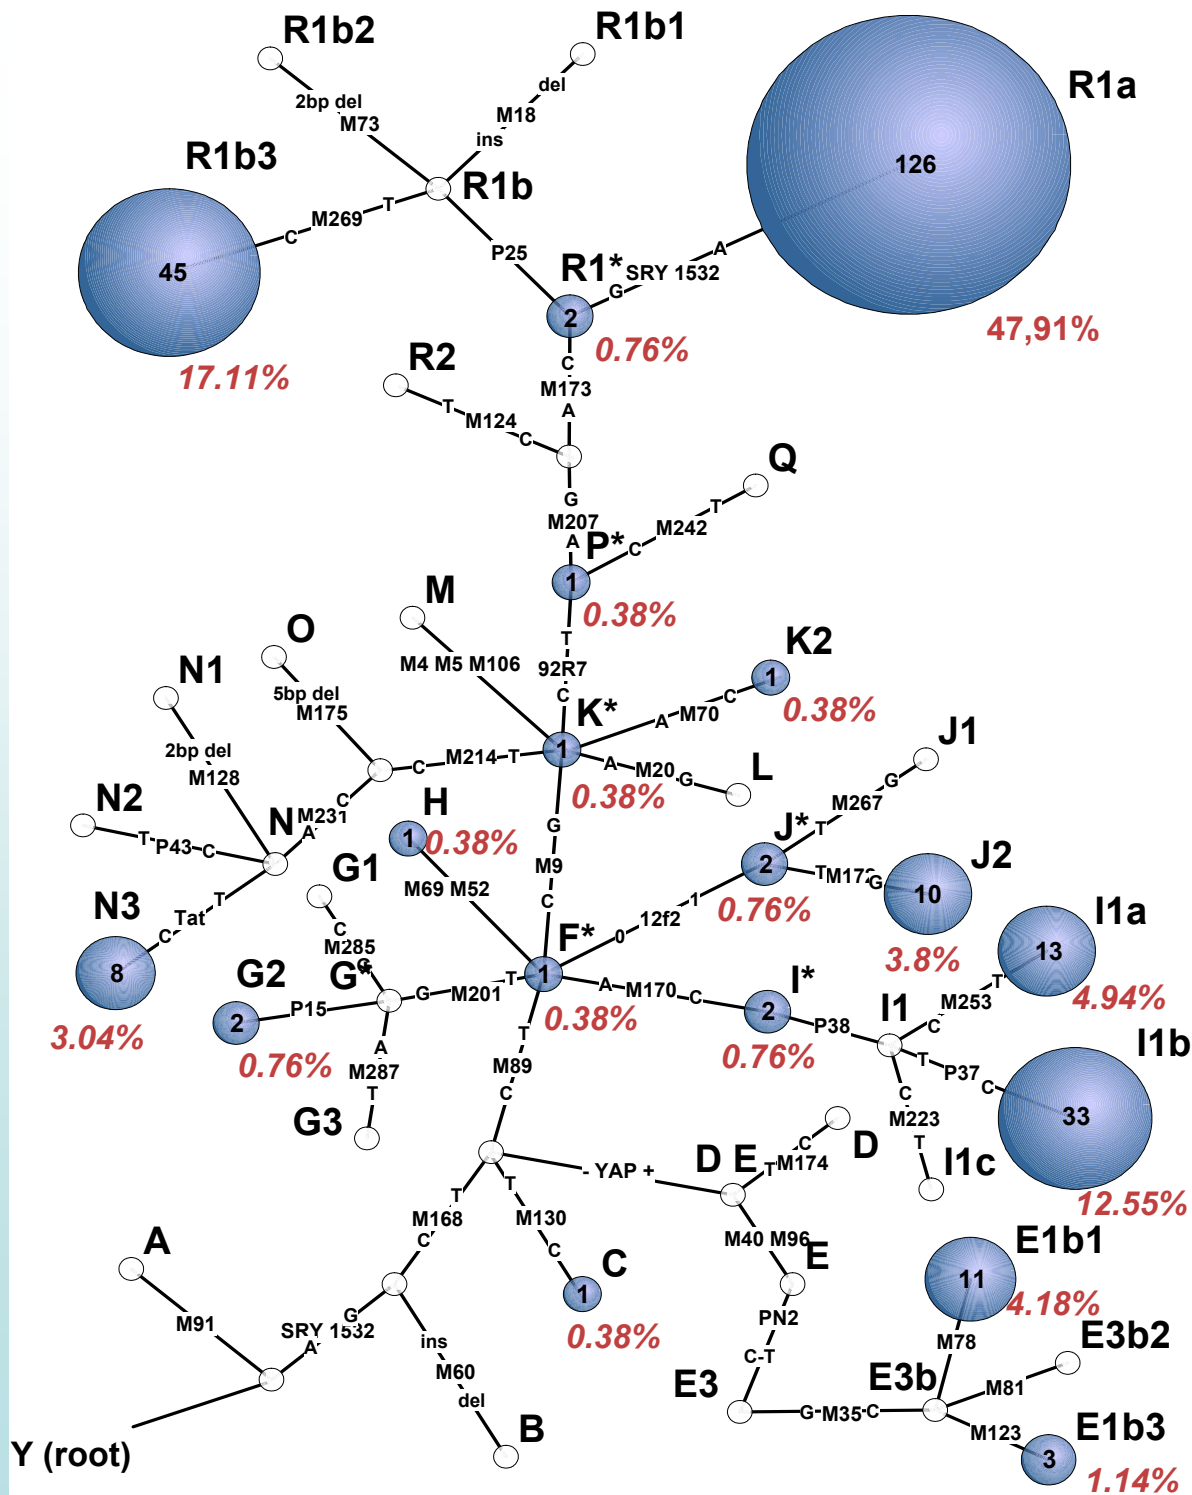 R1b2
R1b1
R1a
2bp del
M73
del
M18
ins
R1b3
126
R1b
T
M269
C
P25
45
R1*
A
SRY 1532
G
2
47,91%
0.76%
17.11%
R2
C
M173
A
T
M124
C
Q
G
M207
A
T
M242
C
P*
1
0.38%
M
T
92R7
C
M4 M5 M106
O
5bp del
M175
K2
1
C
M70
A
0.38%
N1
2bp del
M128
K*
1
0.38%
T
M214
C
A
M20
G
L
J1
G
M267
T
N2
T
P43
C
N
C
M231
A
H
1
0.38%
M69 M52
G
M9
C
J*
2
0.76%
T
M172
G
J2
10
3.8%
N3
T
Tat
C
8
3.04%
G1
C
M285
G
G*
1
12f2
0
F*
1
0.38%
I1a
13
4.94%
G2
2
0.76%
P15
G
M201
T
A
M170
C
I*
2
0.76%
P38
I1
T
M253
C
A
M287
T
G3
T
M89
C
T
P37
C
I1b
33
12.55%
C
M223
T
I1c
- YAP +
D E
T
M174
C
D
T
M168
C
T
M130
C
C
1
0.38%
A
M91
G
SRY 1532
A
ins
M60
del
B
M40 M96
E
PN2
C-T
E3
G
M35
C
E3b
E1b1
11
4.18%
M78
E3b2
M81
M123
E1b3
3
1.14%
Y (root)